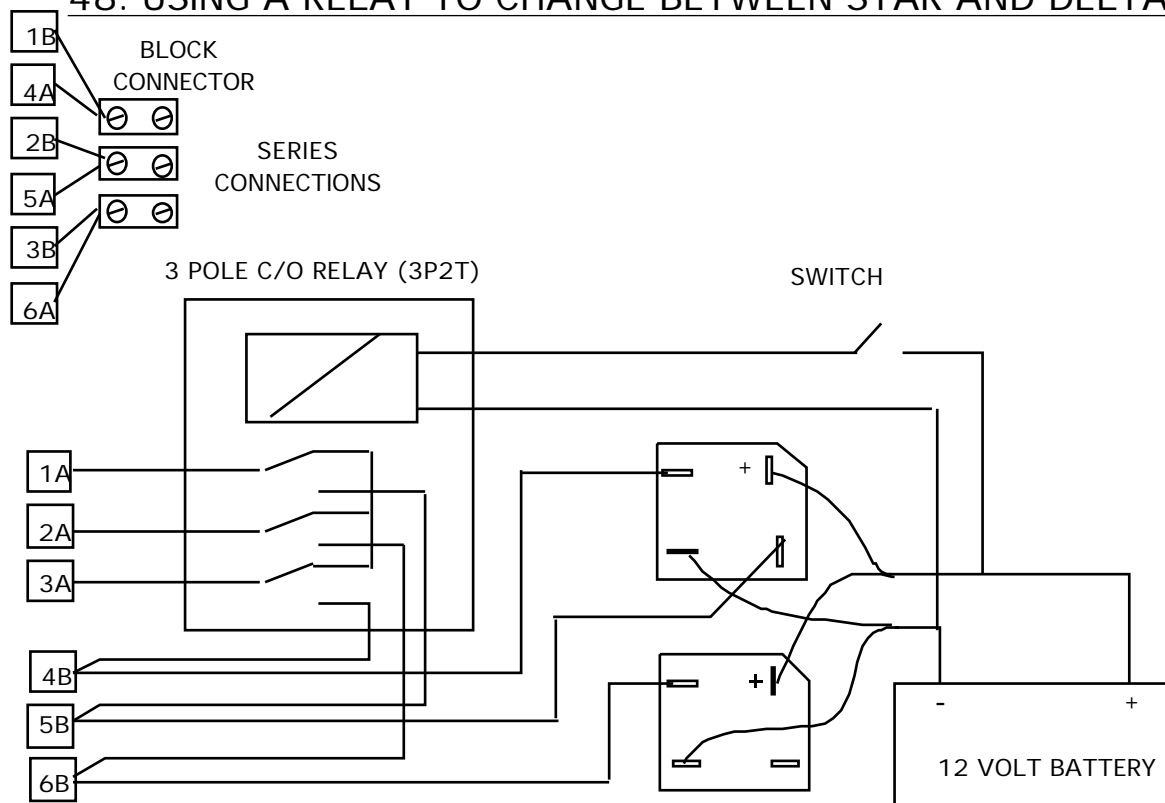 48. USING A RELAY TO CHANGE BETWEEN STAR AND DELTA
1B
BLOCK
CONNECTOR
4A
2B
SERIES
CONNECTIONS
5A
3B
6A
3 POLE C/O RELAY (3P2T)
SWITCH
1A
+
2A
3A
4B
+
5B
- +
6B
12 VOLT BATTERY